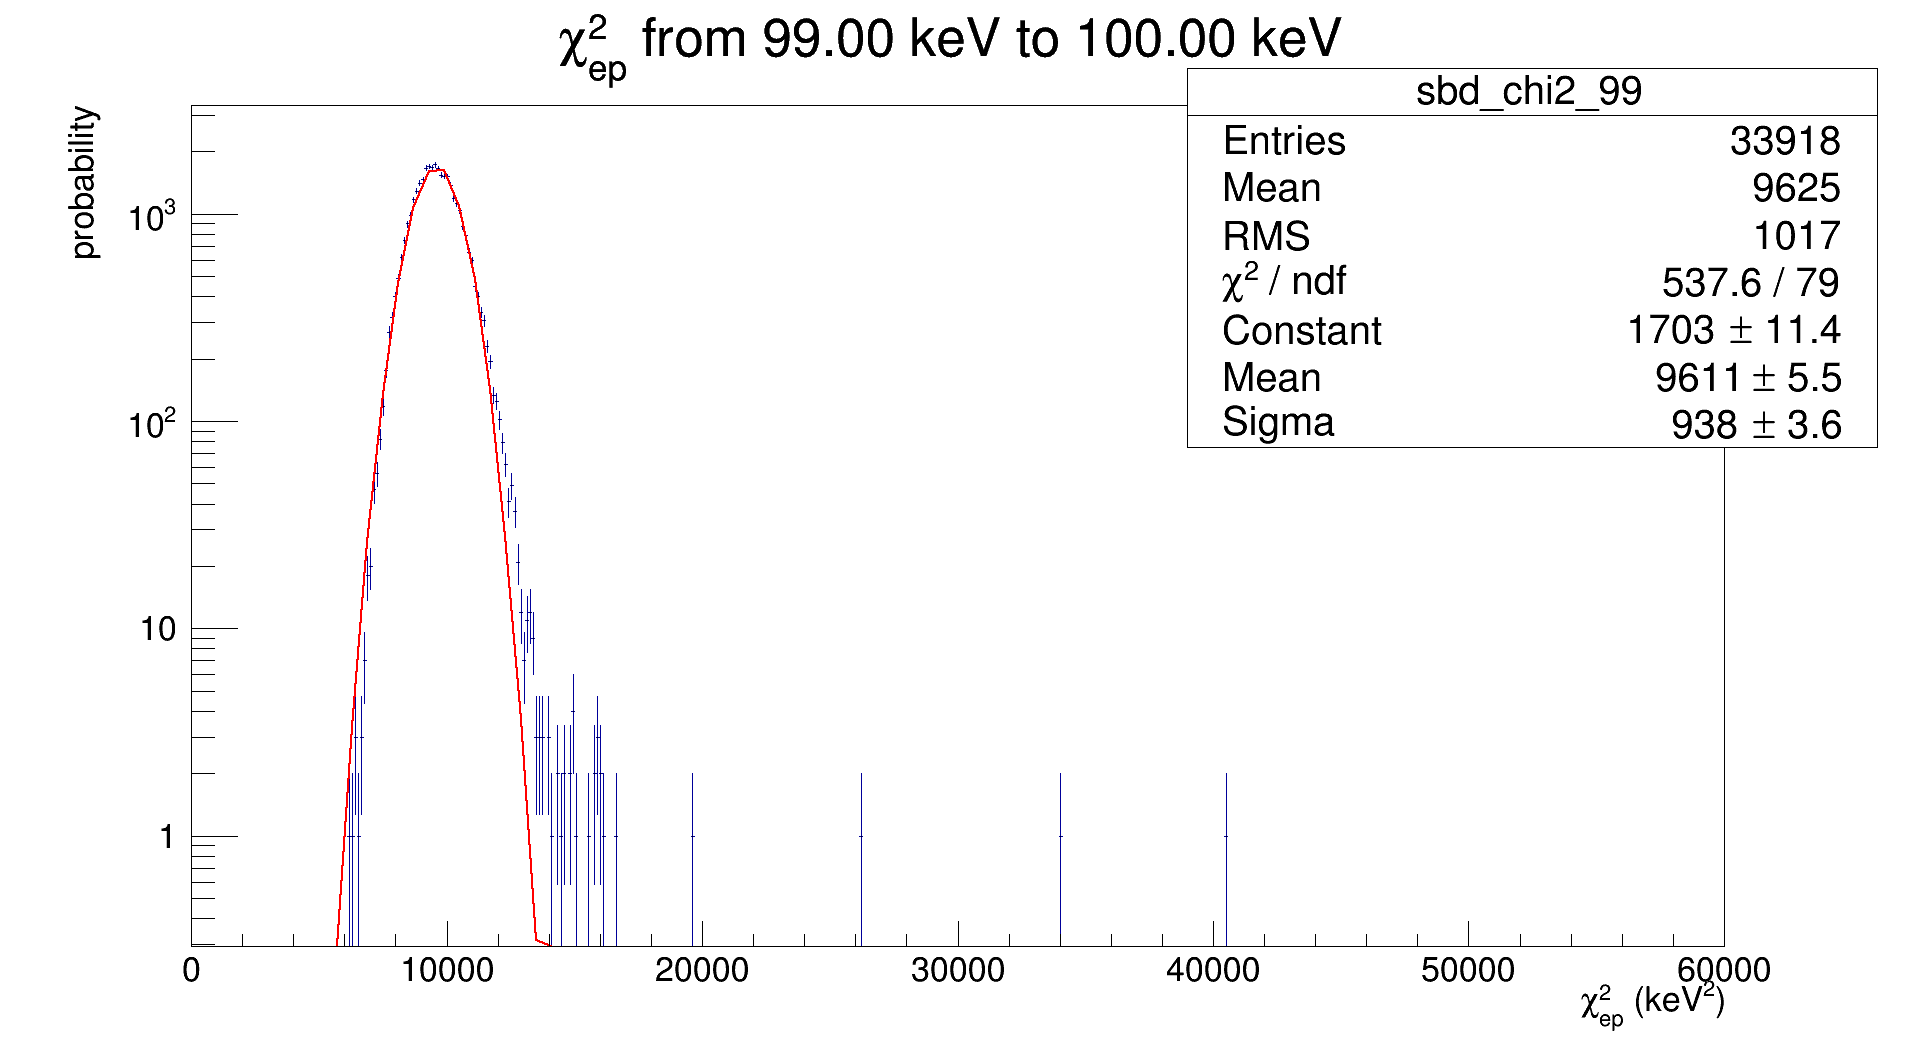 χ²ep from 99.00 keV to 100.00 keV
sbd_chi2_99
Entries 33918
Mean 9625
RMS 1017
χ² / ndf 537.6 / 79
Constant 1703 ± 11.4
Mean 9611 ± 5.5
Sigma 938 ± 3.6
probability
10³
10²
10
1
0 10000 20000 30000 40000 50000 60000
χ²ep (keV²)